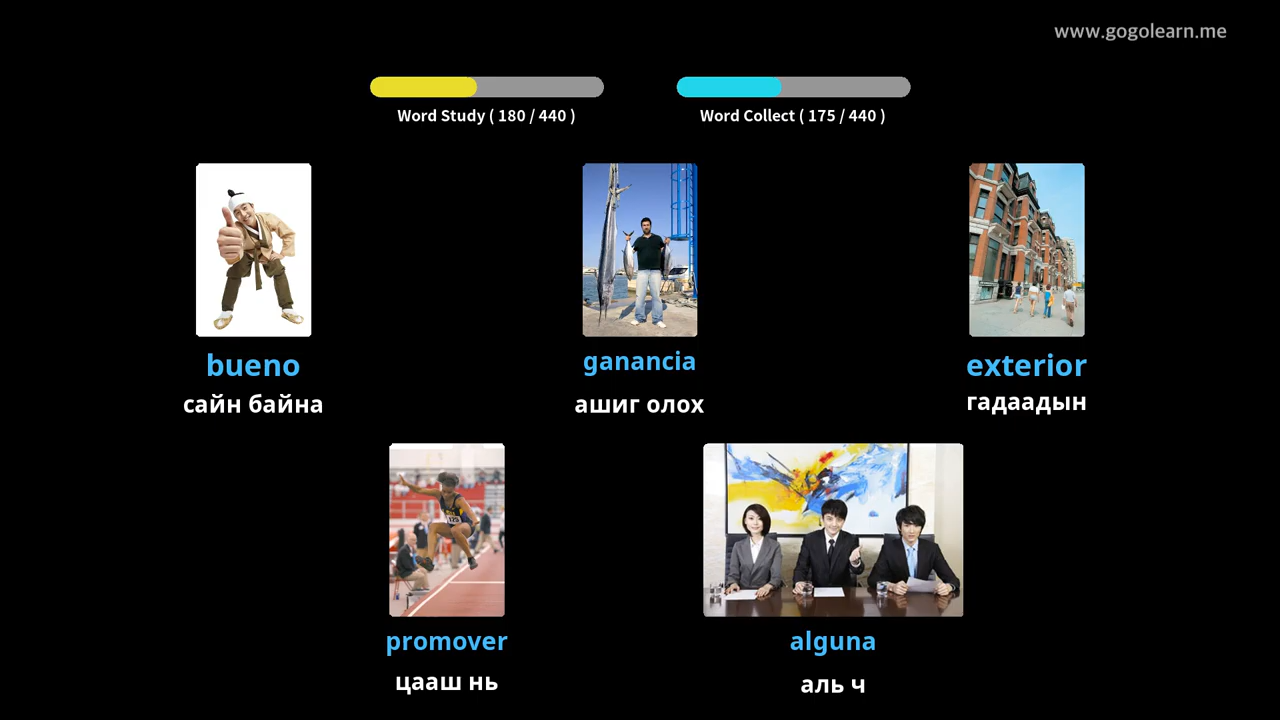 www.gogolearn.me
Word Study ( 180 / 440 )
Word Collect ( 175 / 440 )
bueno
сайн байна
ganancia
ашиг олох
exterior
гадаадын
promover
цааш нь
alguna
аль ч